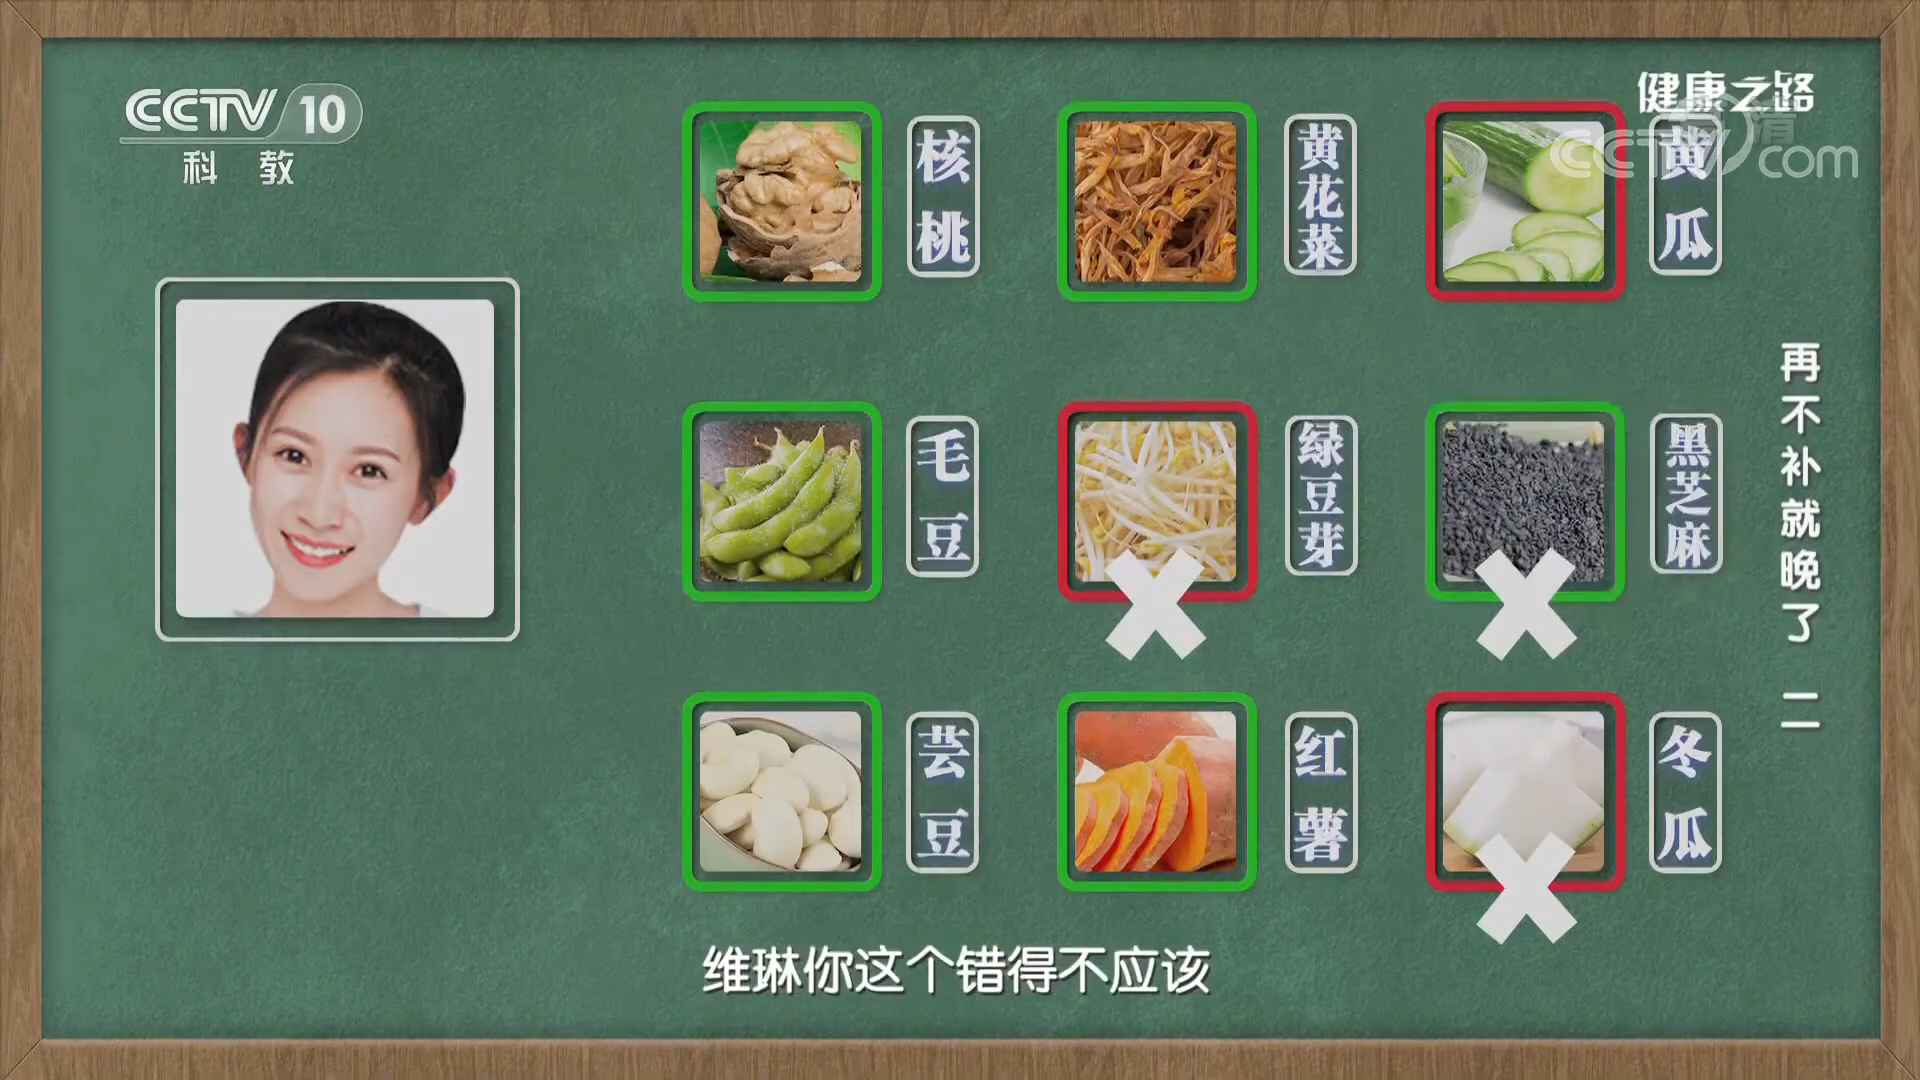 CCTV 10
科教
健康之路
CCTV com
核桃
黄花菜
黄瓜
毛豆
绿豆芽
黑芝麻
芸豆
红薯
冬瓜
再不补就晚了 二
维琳你这个错得不应该